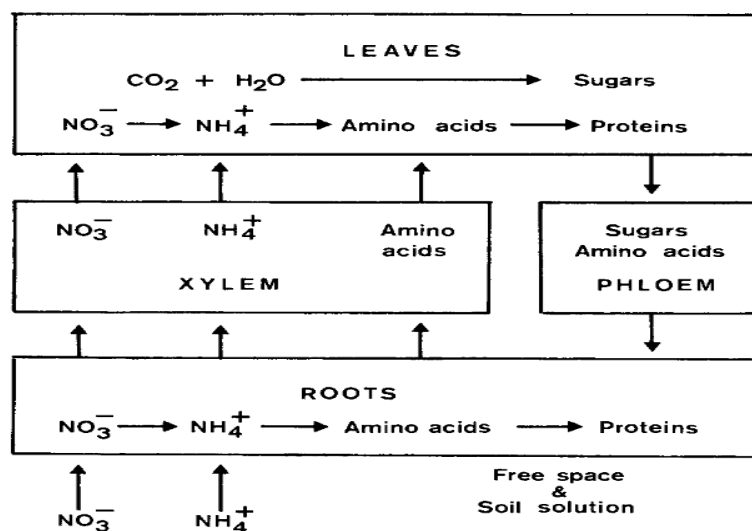 LEAVES
CO₂ + H₂O → Sugars
NO₃⁻ → NH₄⁺ → Amino acids → Proteins
NO₃⁻ NH₄⁺ Amino acids
XYLEM
Sugars
Amino acids
PHLOEM
ROOTS
NO₃⁻ → NH₄⁺ → Amino acids → Proteins
NO₃⁻ NH₄⁺
Free space
&
Soil solution